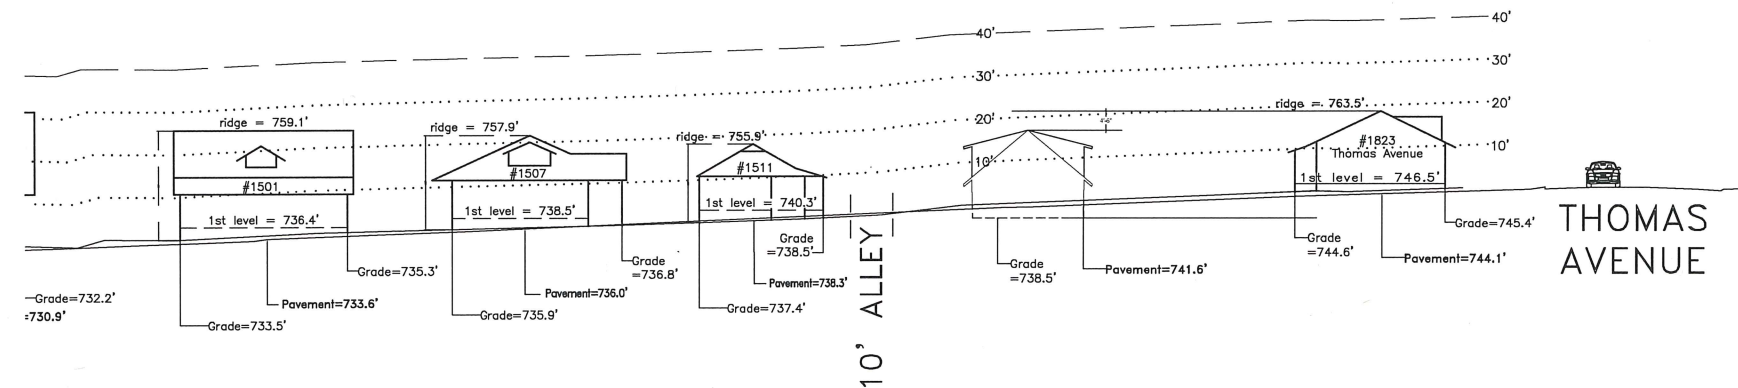 40'
40'
30'
30'
20'
20'
10'
10'
ridge = 759.1'
#1501
1st level = 736.4'
Grade=732.2'
=730.9'
Grade=733.5'
Pavement=733.6'
Grade=735.3'
ridge = 757.9'
#1507
1st level = 738.5'
Grade=735.9'
Pavement=736.0'
Grade
=736.8'
ridge = 755.9'
#1511
1st level = 740.3'
Grade=737.4'
Pavement=738.3'
Grade
=738.5'
10' ALLEY
Grade
=738.5'
Pavement=741.6'
ridge = 763.5'
#1823
Thomas Avenue
1st level = 746.5'
Grade
=744.6'
Pavement=744.1'
Grade=745.4'
THOMAS
AVENUE